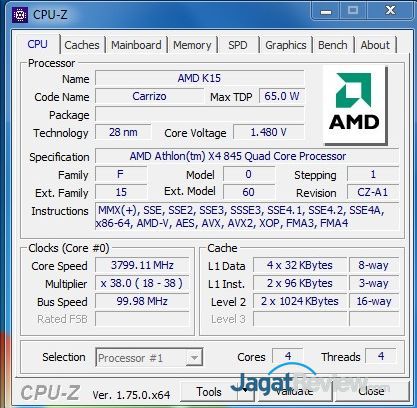 CPU-Z
CPU Caches Mainboard Memory SPD Graphics Bench About
Processor
Name AMD K15
Code Name Carrizo Max TDP 65.0 W
Package
Technology 28 nm Core Voltage 1.480 V
AMD
Specification AMD Athlon(tm) X4 845 Quad Core Processor
Family F Model 0 Stepping 1
Ext. Family 15 Ext. Model 60 Revision CZ-A1
Instructions MMX(+), SSE, SSE2, SSE3, SSSE3, SSE4.1, SSE4.2, SSE4A,
x86-64, AMD-V, AES, AVX, AVX2, XOP, FMA3, FMA4
Clocks (Core #0)
Core Speed 3799.11 MHz
Multiplier x 38.0 ( 18 - 38 )
Bus Speed 99.98 MHz
Rated FSB
Cache
L1 Data 4 x 32 KBytes 8-way
L1 Inst. 2 x 96 KBytes 3-way
Level 2 2 x 1024 KBytes 16-way
Level 3
Selection Processor #1 Cores 4 Threads 4
CPU-Z Ver. 1.75.0.x64 Tools Validate Close
JagatReview.com